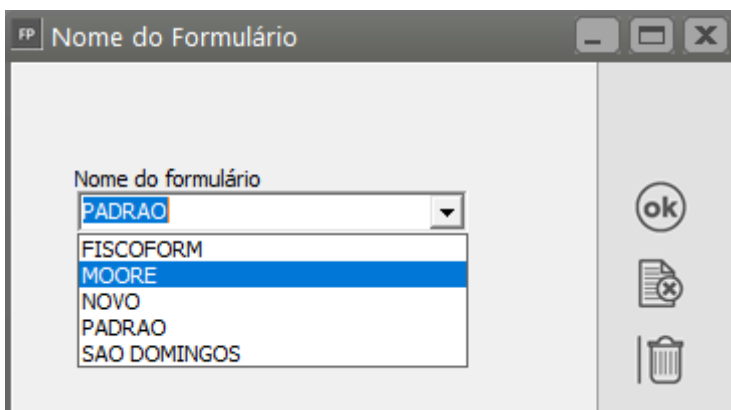 FP Nome do Formulário
Nome do formulário
PADRAO
ok
FISCOFORM
MOORE
NOVO
PADRAO
SAO DOMINGOS